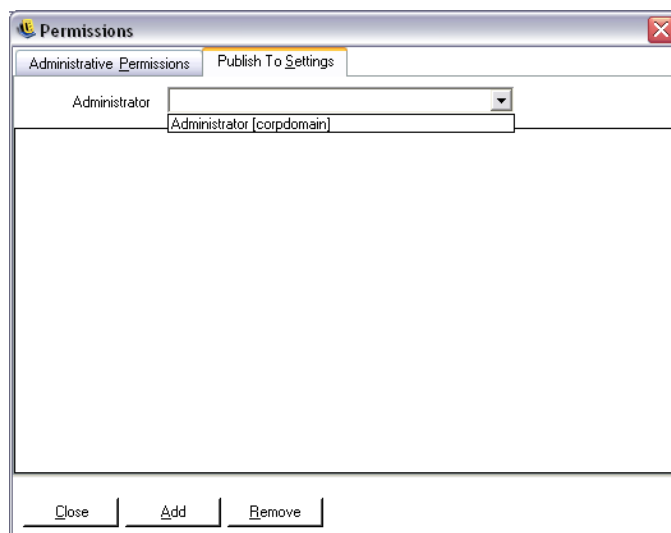 Permissions
Administrative Permissions
Publish To Settings
Administrator
Administrator [corpdomain]
Close
Add
Remove